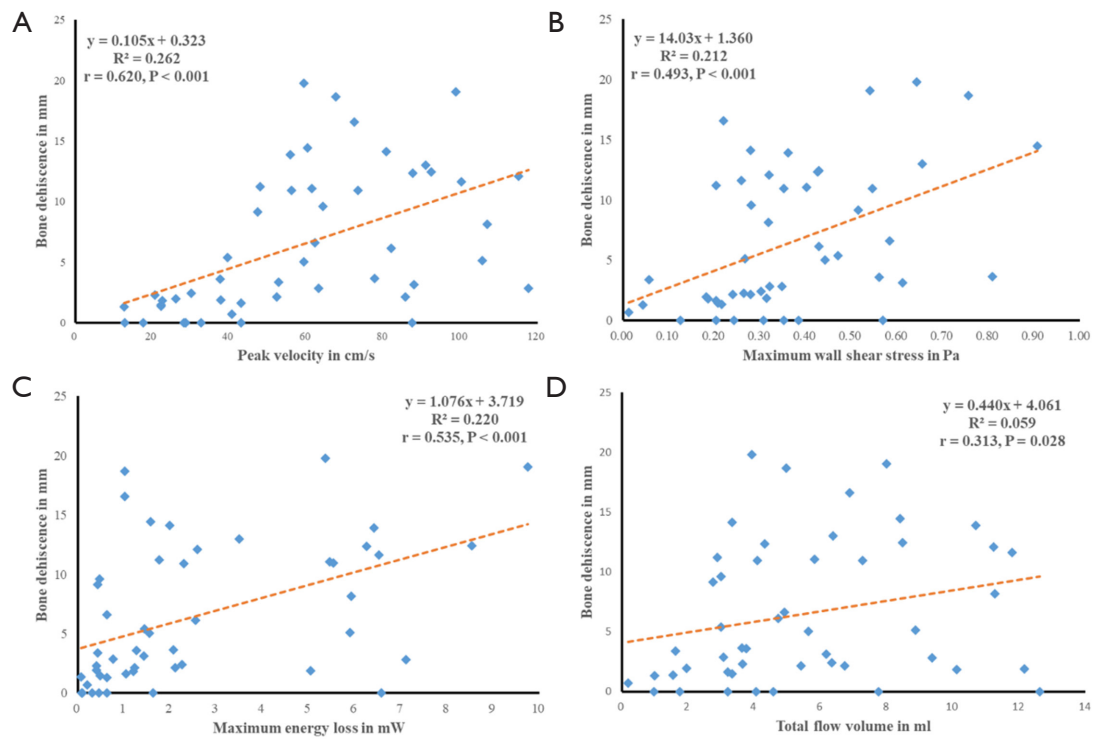 A
y = 0.105x + 0.323
R² = 0.262
r = 0.620, P < 0.001
Bone dehiscence in mm
25
20
15
10
5
0
0 20 40 60 80 100 120
Peak velocity in cm/s
B
y = 14.03x + 1.360
R² = 0.212
r = 0.493, P < 0.001
Bone dehiscence in mm
25
20
15
10
5
0
0.00 0.10 0.20 0.30 0.40 0.50 0.60 0.70 0.80 0.90 1.00
Maximum wall shear stress in Pa
C
y = 1.076x + 3.719
R² = 0.220
r = 0.535, P < 0.001
Bone dehiscence in mm
25
20
15
10
5
0
0 1 2 3 4 5 6 7 8 9 10
Maximum energy loss in mW
D
y = 0.440x + 4.061
R² = 0.059
r = 0.313, P = 0.028
Bone dehiscence in mm
25
20
15
10
5
0
0 2 4 6 8 10 12 14
Total flow volume in ml